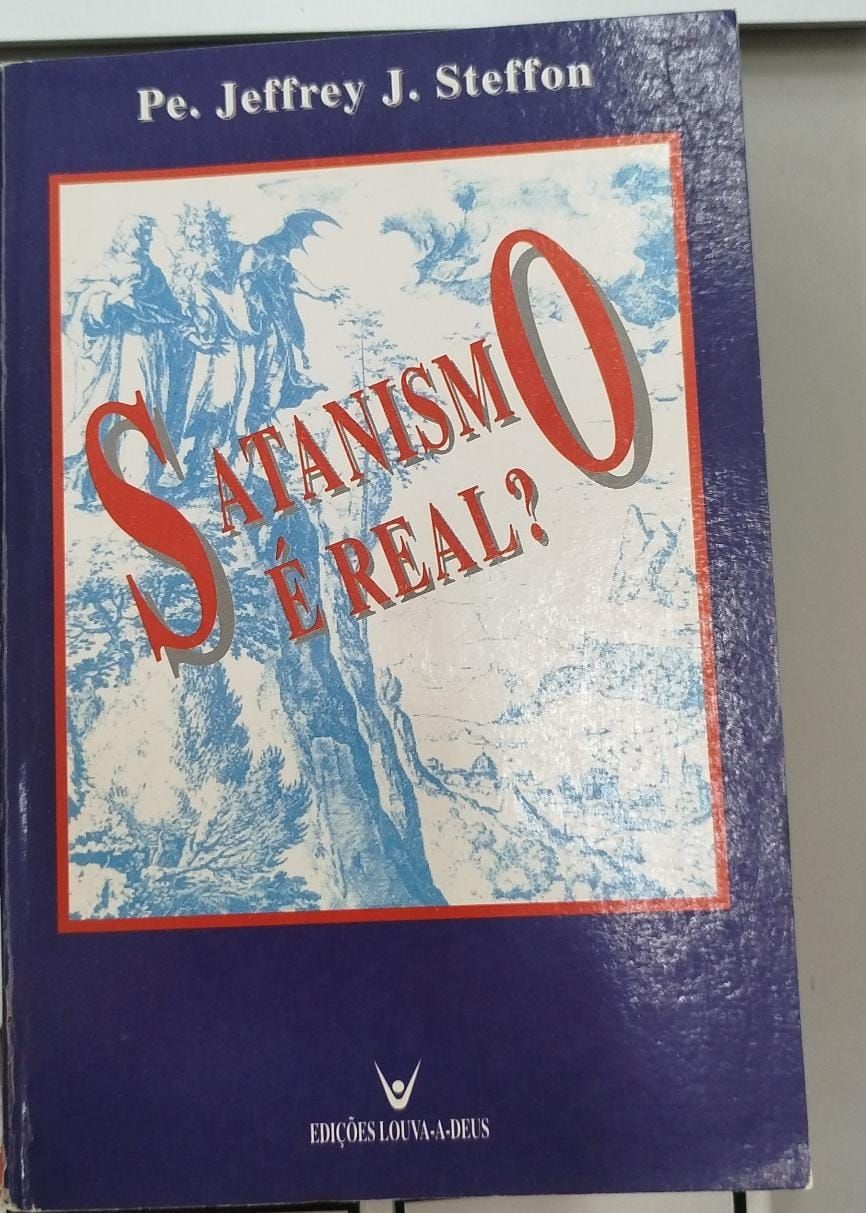 Pe. Jeffrey J. Steffon
SATANISMO
É REAL?
EDIÇÕES LOUVA-A-DEUS